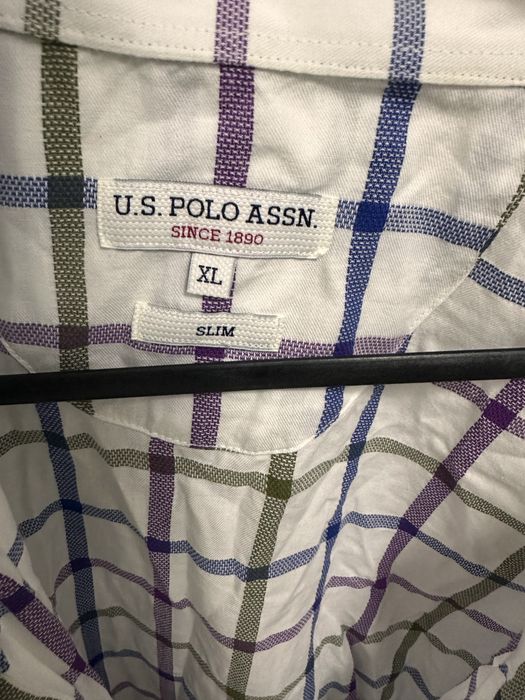 U.S. POLO ASSN.
SINCE 1890
XL
SLIM